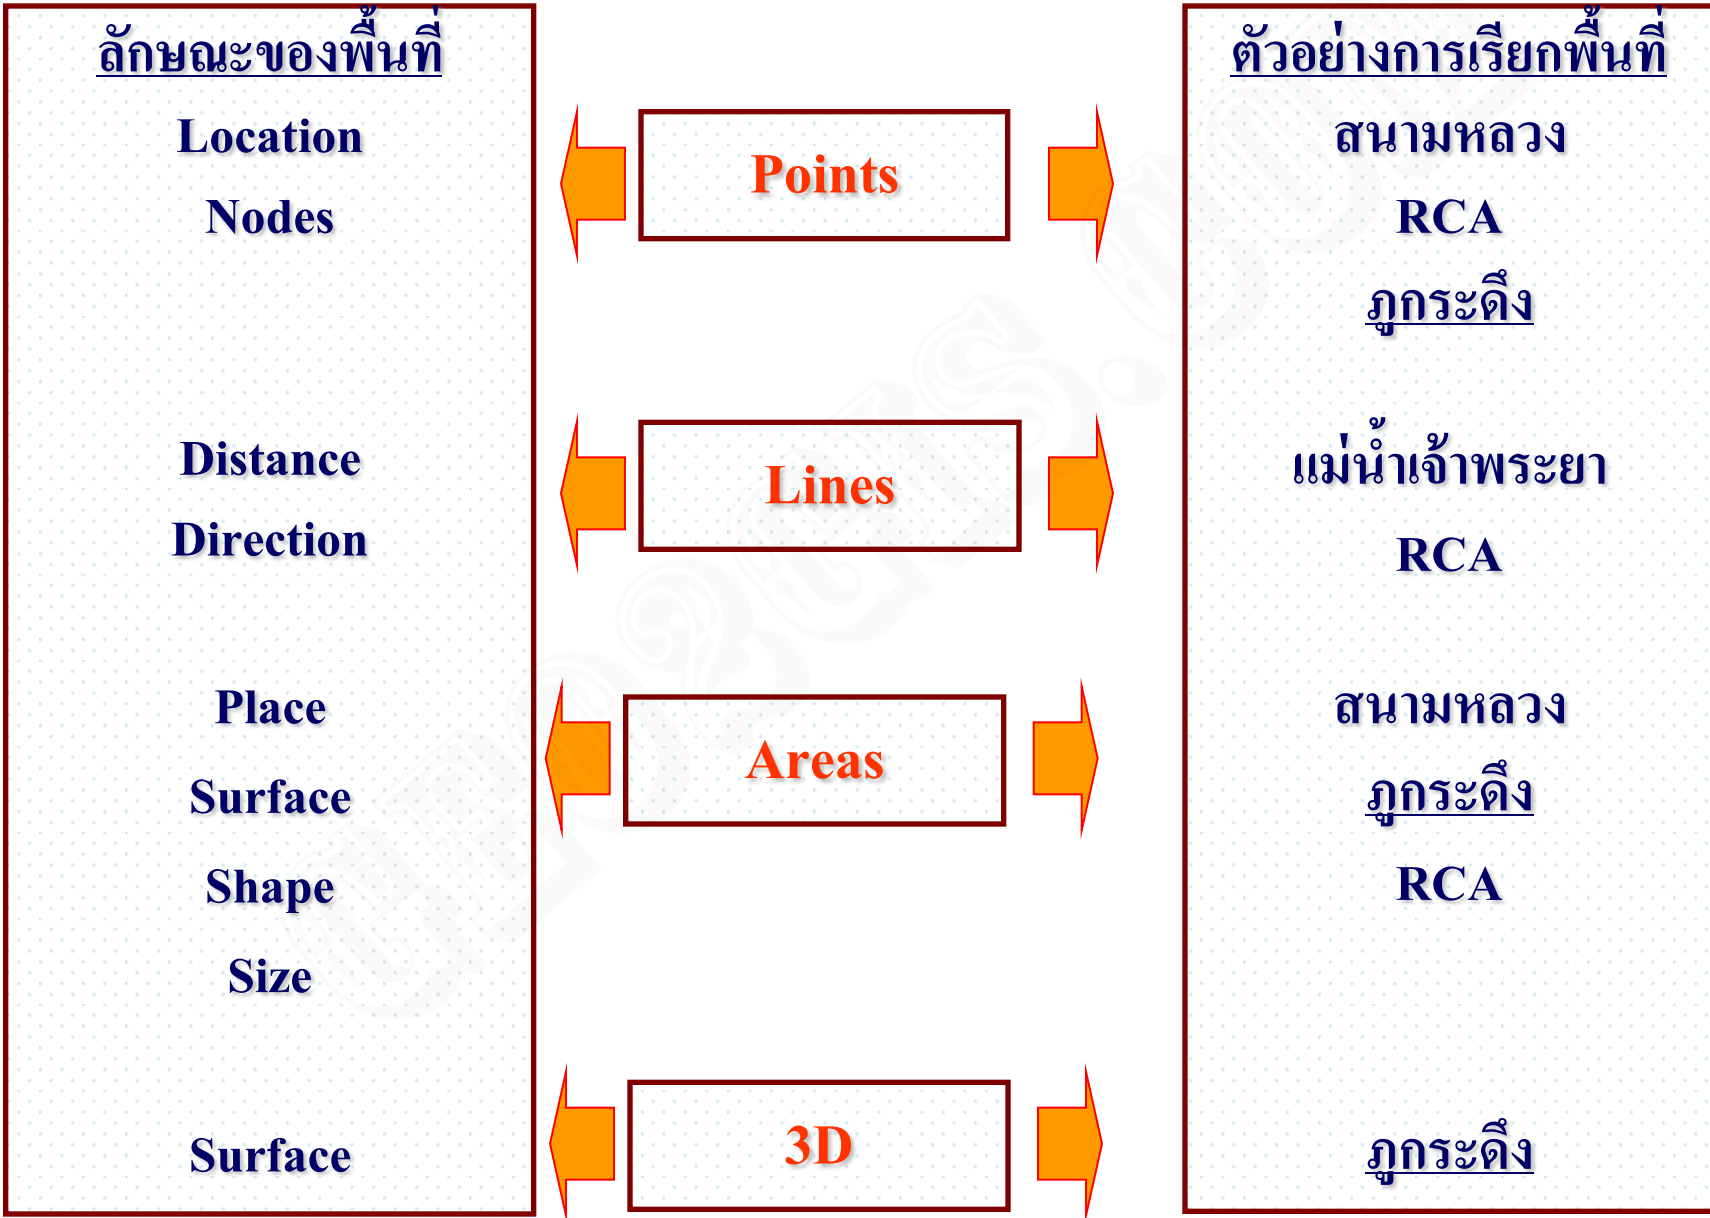 ลักษณะของพื้นที่
Location
Nodes
Distance
Direction
Place
Surface
Shape
Size
Surface
Points
Lines
Areas
3D
ตัวอย่างการเรียกพื้นที่
สนามหลวง
RCA
ภูกระดึง
แม่น้ำเจ้าพระยา
RCA
สนามหลวง
ภูกระดึง
RCA
ภูกระดึง